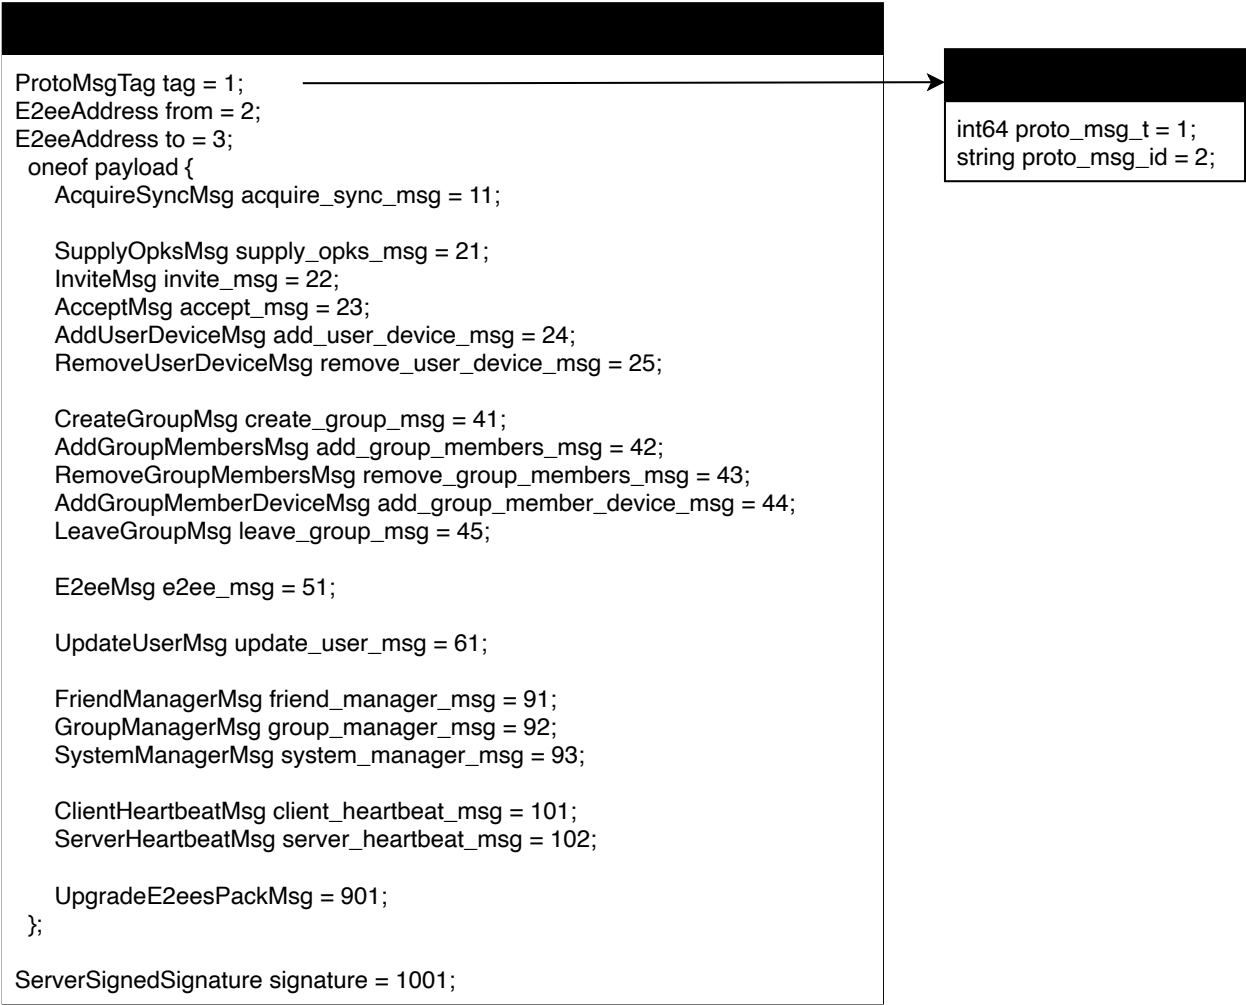 ProtoMsgTag tag = 1;
E2eeAddress from = 2;
E2eeAddress to = 3;
oneof payload {
AcquireSyncMsg acquire_sync_msg = 11;
SupplyOpksMsg supply_opks_msg = 21;
InviteMsg invite_msg = 22;
AcceptMsg accept_msg = 23;
AddUserDeviceMsg add_user_device_msg = 24;
RemoveUserDeviceMsg remove_user_device_msg = 25;
CreateGroupMsg create_group_msg = 41;
AddGroupMembersMsg add_group_members_msg = 42;
RemoveGroupMembersMsg remove_group_members_msg = 43;
AddGroupMemberDeviceMsg add_group_member_device_msg = 44;
LeaveGroupMsg leave_group_msg = 45;
E2eeMsg e2ee_msg = 51;
UpdateUserMsg update_user_msg = 61;
FriendManagerMsg friend_manager_msg = 91;
GroupManagerMsg group_manager_msg = 92;
SystemManagerMsg system_manager_msg = 93;
ClientHeartbeatMsg client_heartbeat_msg = 101;
ServerHeartbeatMsg server_heartbeat_msg = 102;
UpgradeE2eesPackMsg = 901;
};
ServerSignedSignature signature = 1001;
int64 proto_msg_t = 1;
string proto_msg_id = 2;